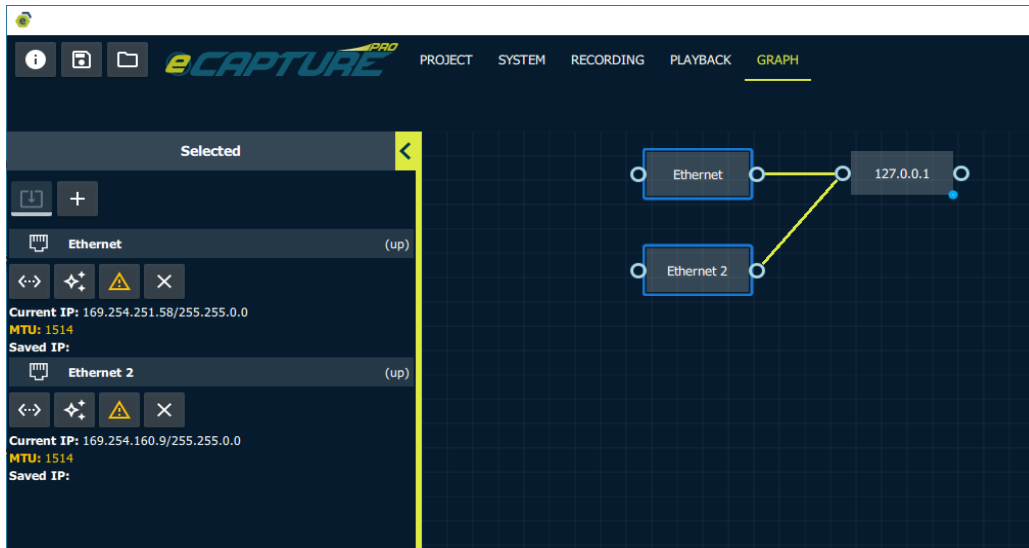 eCAPTURE PRO
PROJECT SYSTEM RECORDING PLAYBACK GRAPH
Selected
Ethernet (up)
Current IP: 169.254.251.58/255.255.0.0
MTU: 1514
Saved IP:
Ethernet 2 (up)
Current IP: 169.254.160.9/255.255.0.0
MTU: 1514
Saved IP:
Ethernet 127.0.0.1
Ethernet 2